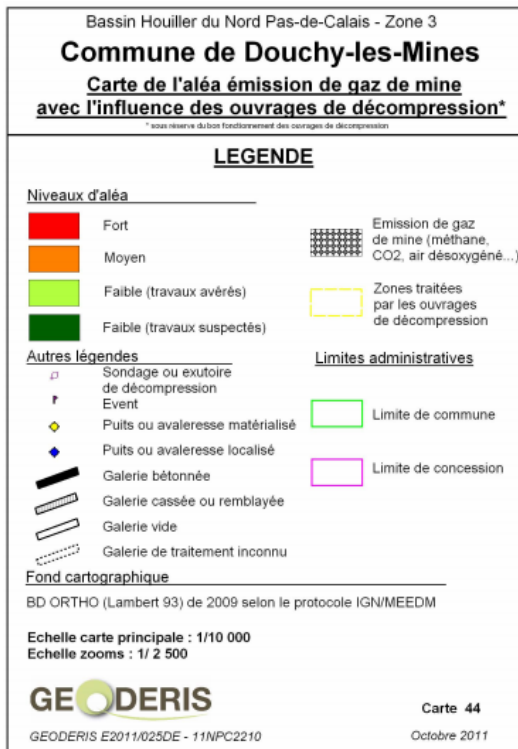 Bassin Houiller du Nord Pas-de-Calais - Zone 3
Commune de Douchy-les-Mines
Carte de l'aléa émission de gaz de mine
avec l'influence des ouvrages de décompression*
* sous réserve du bon fonctionnement des ouvrages de décompression
LEGENDE
Niveaux d'aléa
Fort
Moyen
Faible (travaux avérés)
Faible (travaux suspectés)
Emission de gaz
de mine (méthane,
CO2, air désoxygéné...)
Zones traitées
par les ouvrages
de décompression
Autres légendes
Sondage ou exutoire
de décompression
Event
Puits ou avaleresse matérialisé
Puits ou avaleresse localisé
Galerie bétonnée
Galerie cassée ou remblayée
Galerie vide
Galerie de traitement inconnu
Limites administratives
Limite de commune
Limite de concession
Fond cartographique
BD ORTHO (Lambert 93) de 2009 selon le protocole IGN/MEEDM
Echelle carte principale : 1/10 000
Echelle zooms : 1/ 2 500
GEODERIS
GEODERIS E2011/025DE - 11NPC2210
Carte 44
Octobre 2011